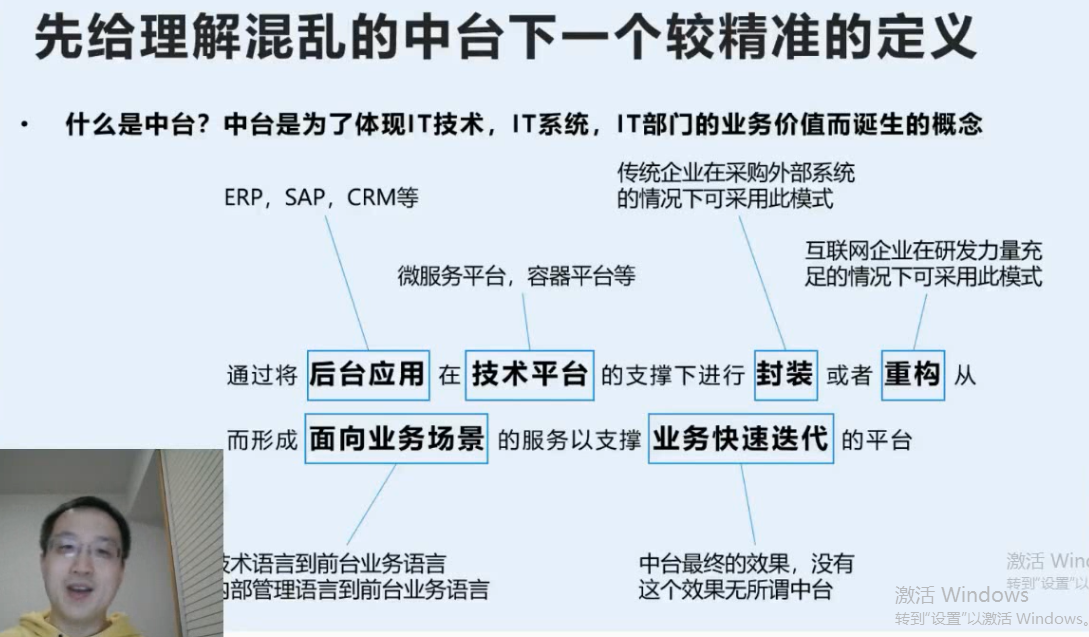 先给理解混乱的中台下一个较精准的定义
• 什么是中台？中台是为了体现IT技术，IT系统，IT部门的业务价值而诞生的概念
传统企业在采购外部系统
的情况下可采用此模式
ERP，SAP，CRM等
互联网企业在研发力量充
足的情况下可采用此模式
微服务平台，容器平台等
通过将 后台应用 在 技术平台 的支撑下进行 封装 或者 重构 从
而形成 面向业务场景 的服务以支撑 业务快速迭代 的平台
术语言到前台业务语言
部管理语言到前台业务语言
中台最终的效果，没有
这个效果无所谓中台
激活 Win
转到"设置"以
激活 Windows
转到"设置"以激活 Windows。